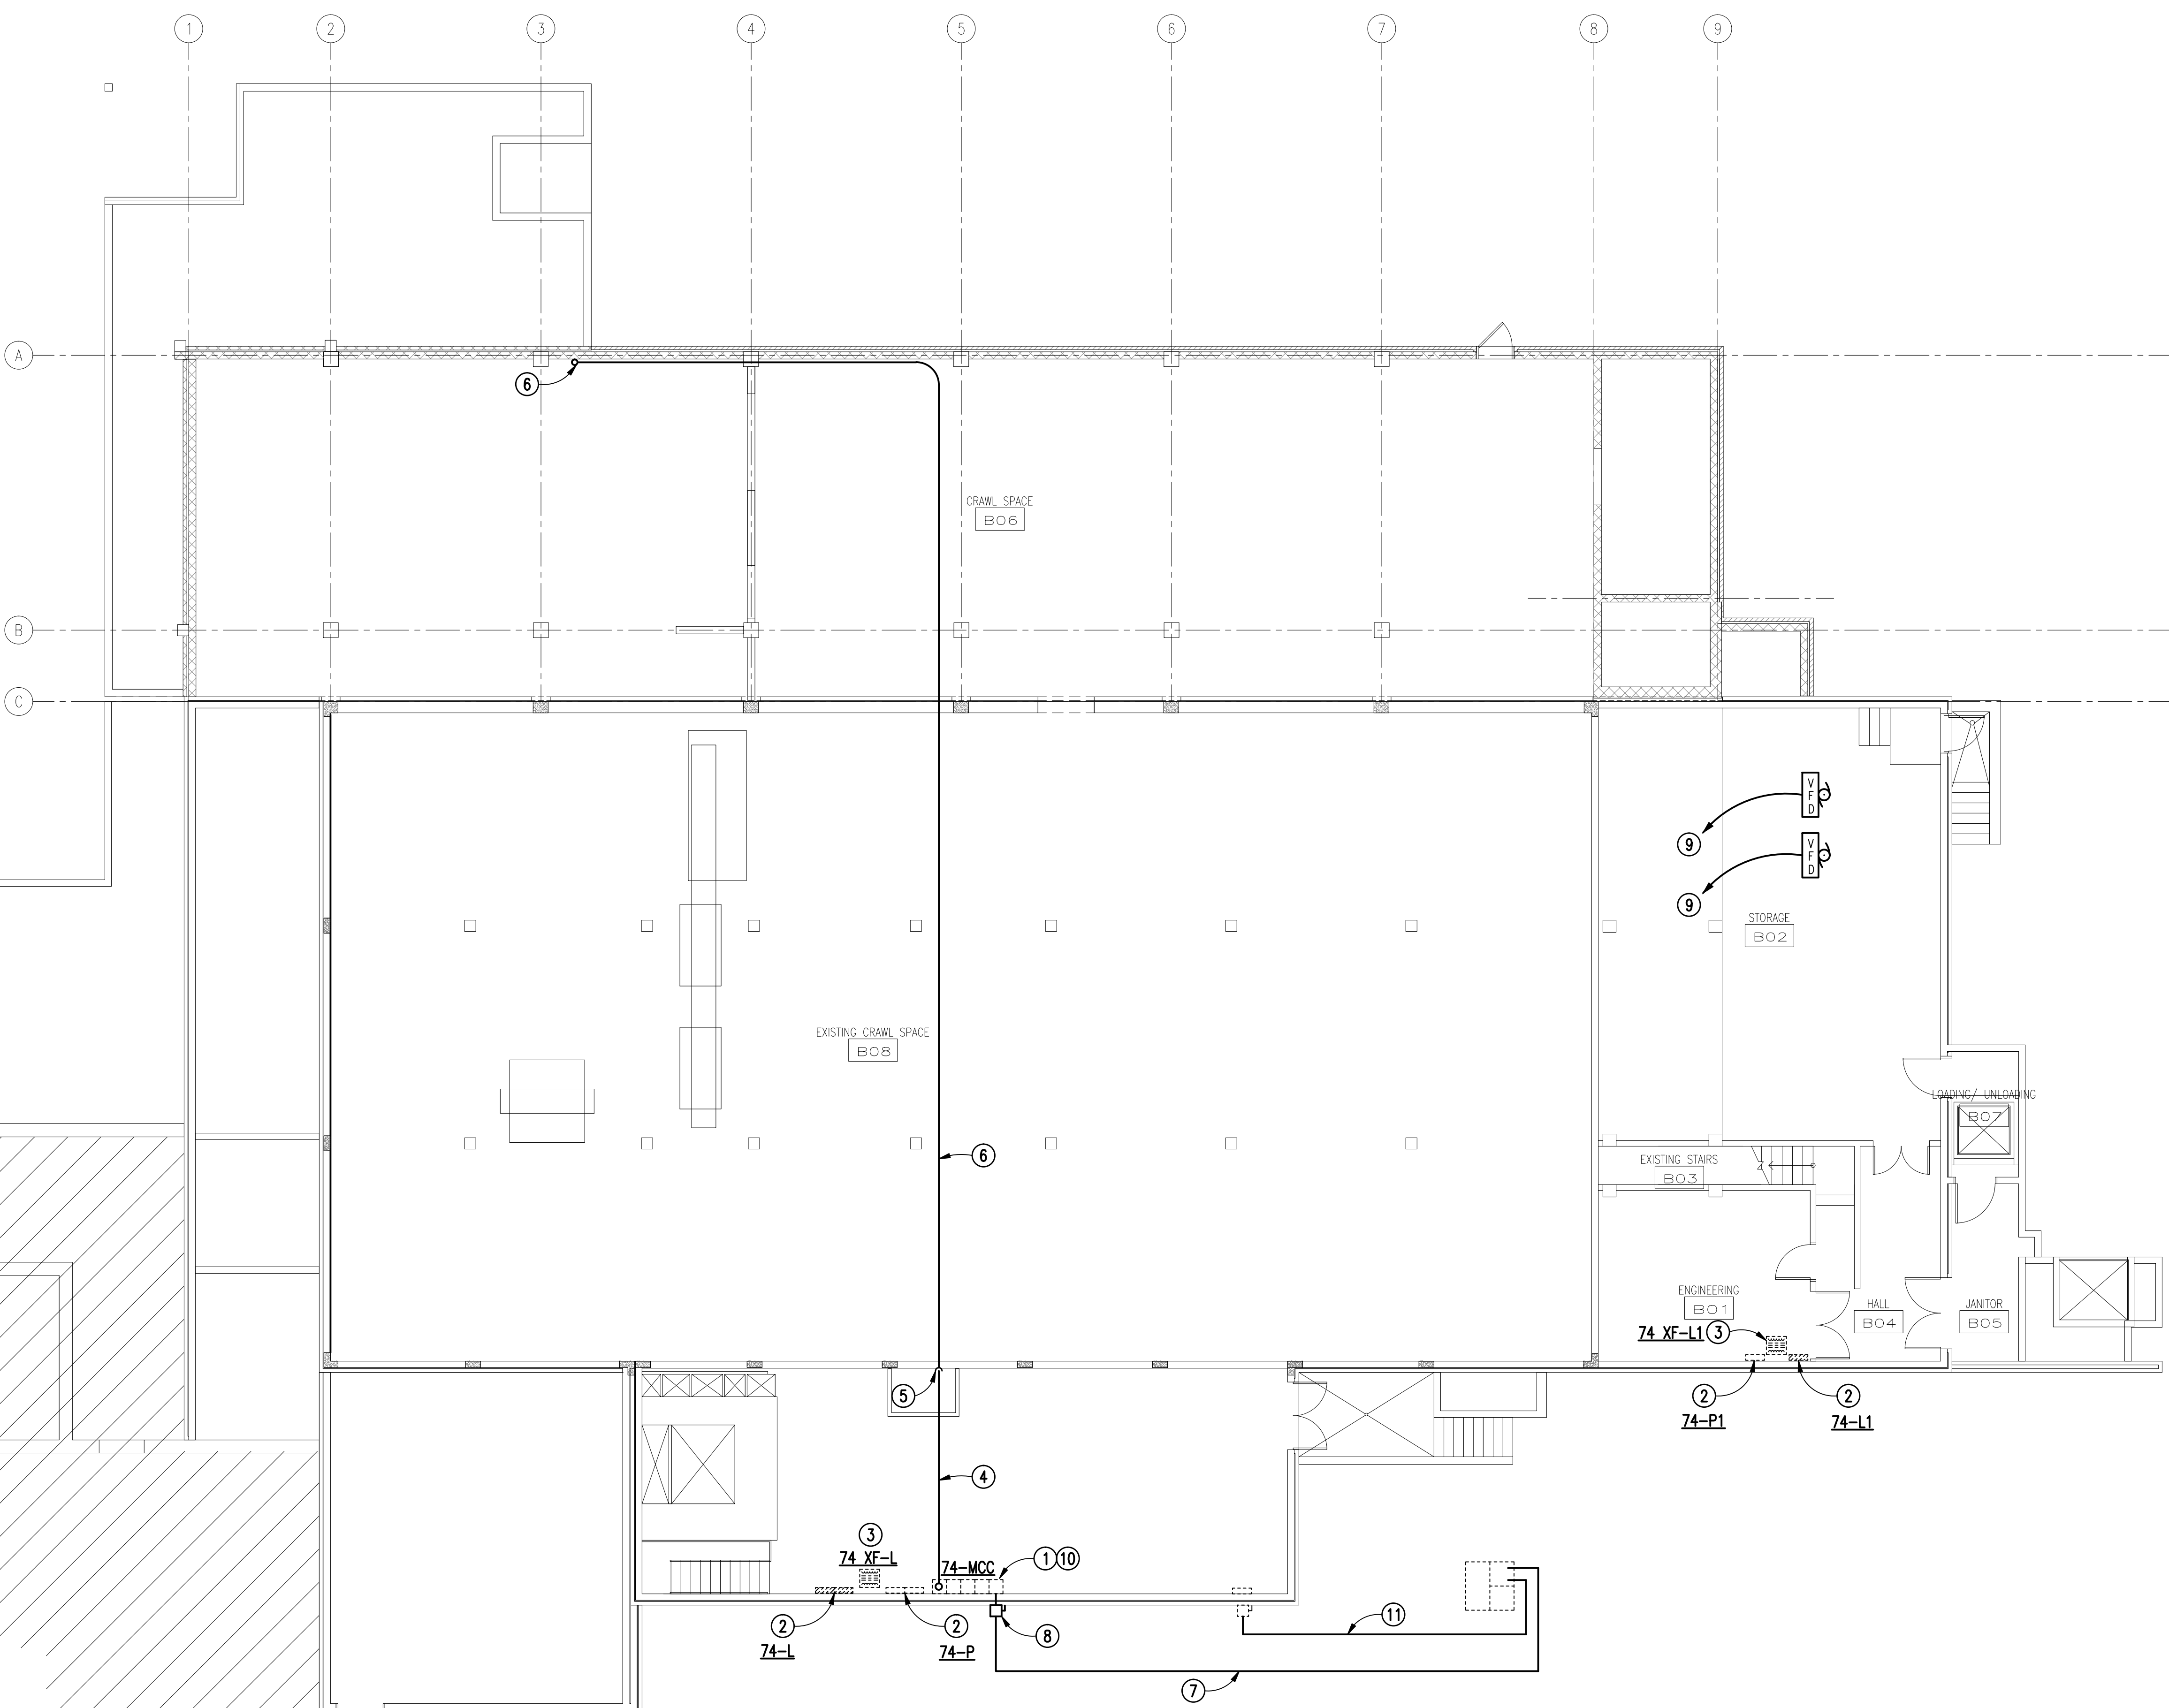 1 2 3 4 5 6 7 8 9
A
6
CRAWL SPACE
B06
B
C
VFD
9
VFD
9
STORAGE
B02
EXISTING CRAWL SPACE
B08
LOADING/ UNLOADING
B07
6
EXISTING STAIRS
B03
ENGINEERING
B01
HALL
B04
JANITOR
B05
74 XF-L1 3
5
2
74-P1
2
74-L1
4
3
74 XF-L
74-MCC
1 10
2
74-L
2
74-P
8
11
7